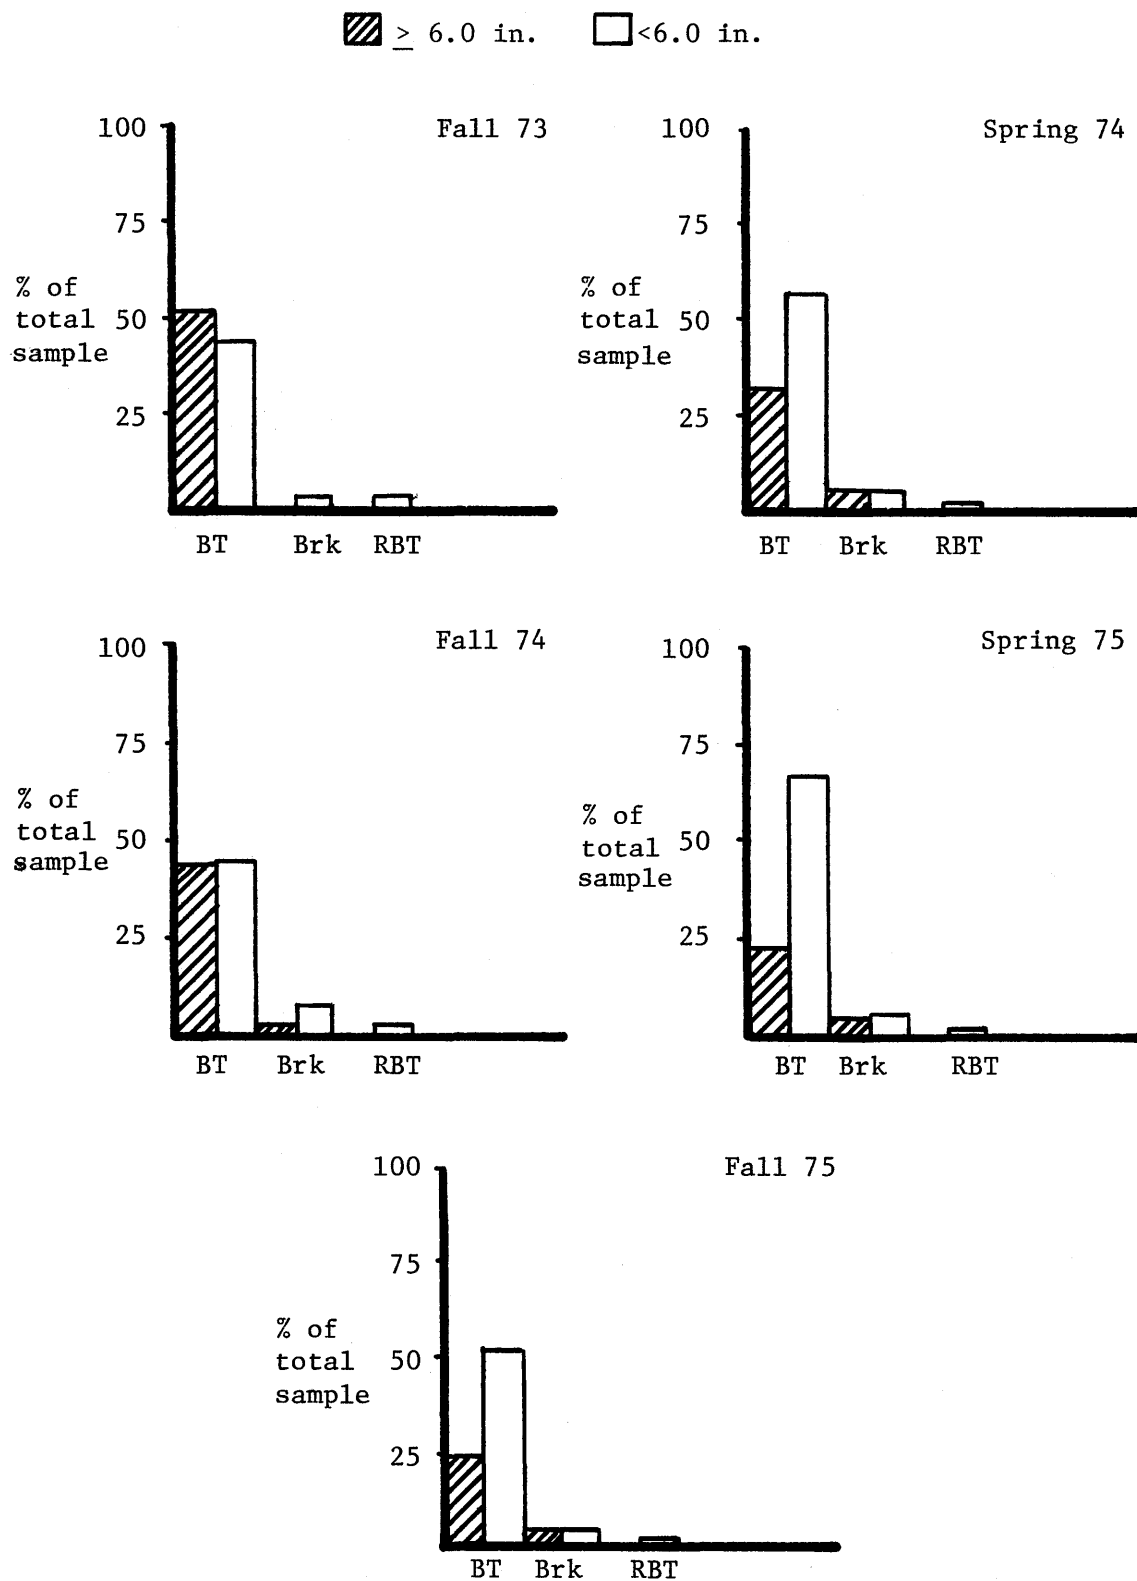 ≥ 6.0 in. <6.0 in.
Fall 73
100
75
50
25
% of
total
sample
BT Brk RBT
Spring 74
100
75
50
25
% of
total
sample
BT Brk RBT
Fall 74
100
75
50
25
% of
total
sample
BT Brk RBT
Spring 75
100
75
50
25
% of
total
sample
BT Brk RBT
Fall 75
100
75
50
25
% of
total
sample
BT Brk RBT